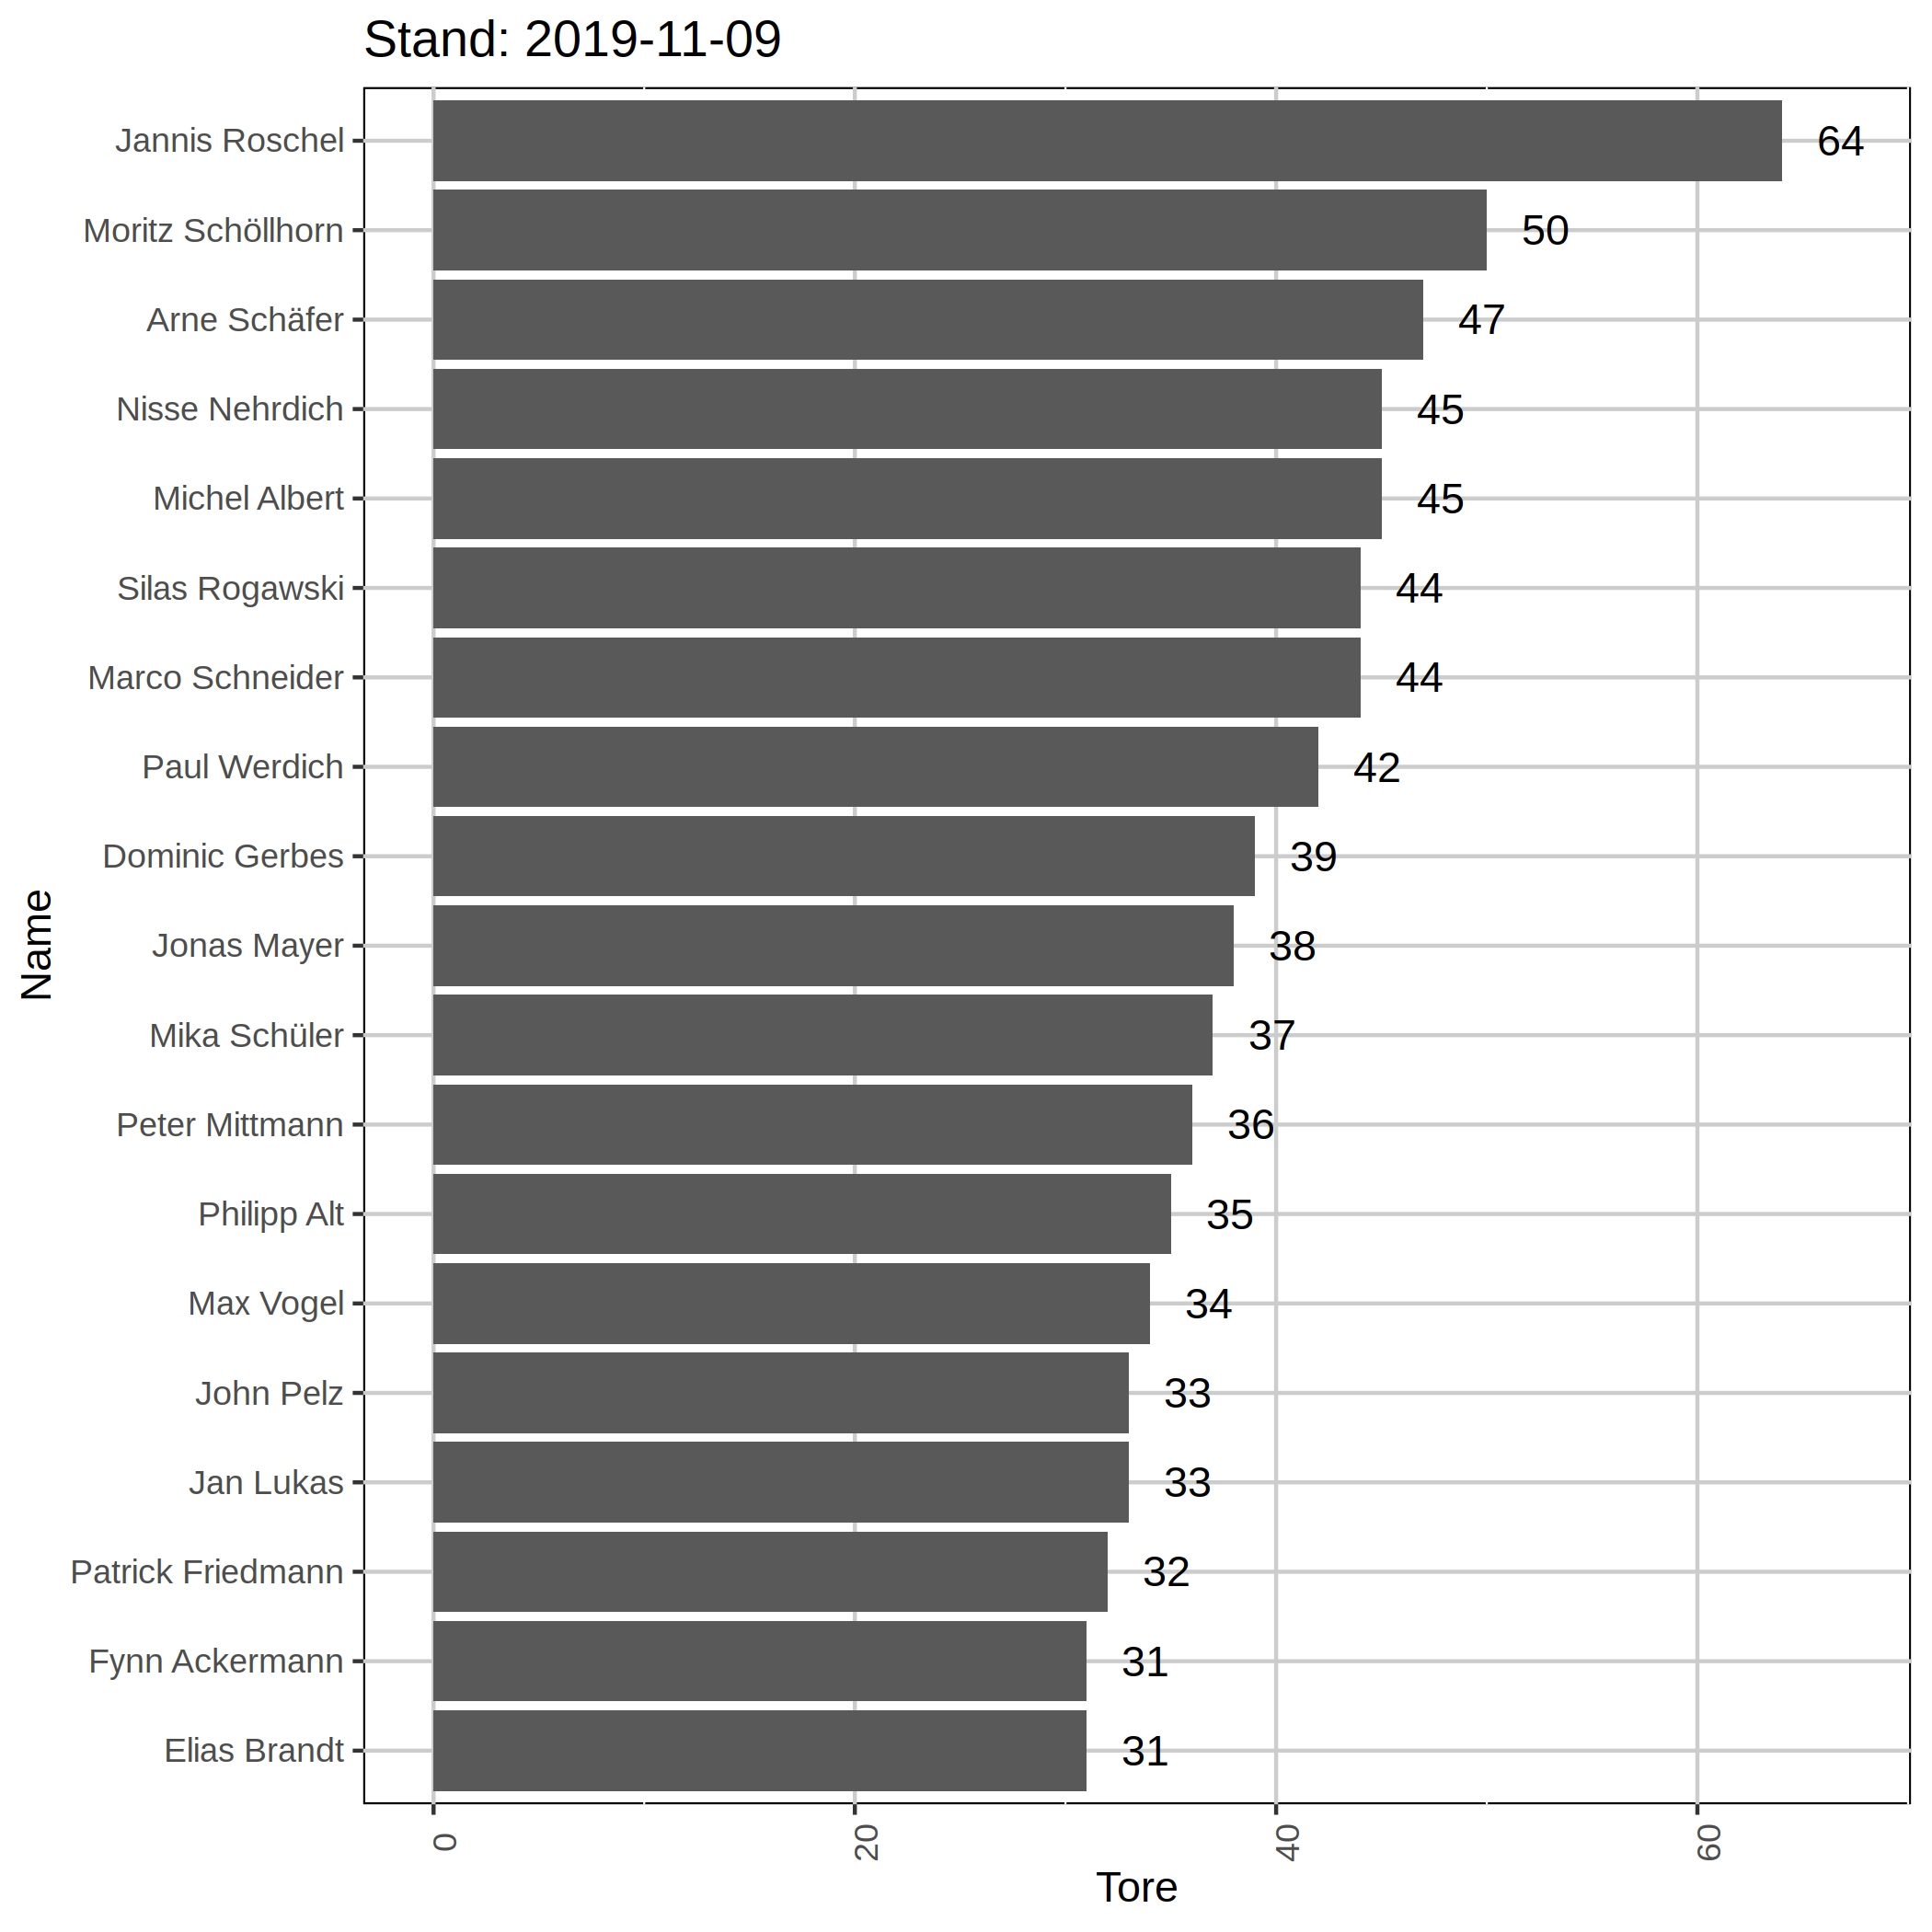 Stand: 2019-11-09
Jannis Roschel 64
Moritz Schöllhorn 50
Arne Schäfer 47
Nisse Nehrdich 45
Michel Albert 45
Silas Rogawski 44
Marco Schneider 44
Paul Werdich 42
Dominic Gerbes 39
Jonas Mayer 38
Mika Schüler 37
Peter Mittmann 36
Philipp Alt 35
Max Vogel 34
John Pelz 33
Jan Lukas 33
Patrick Friedmann 32
Fynn Ackermann 31
Elias Brandt 31
Name
0 20 40 60
Tore